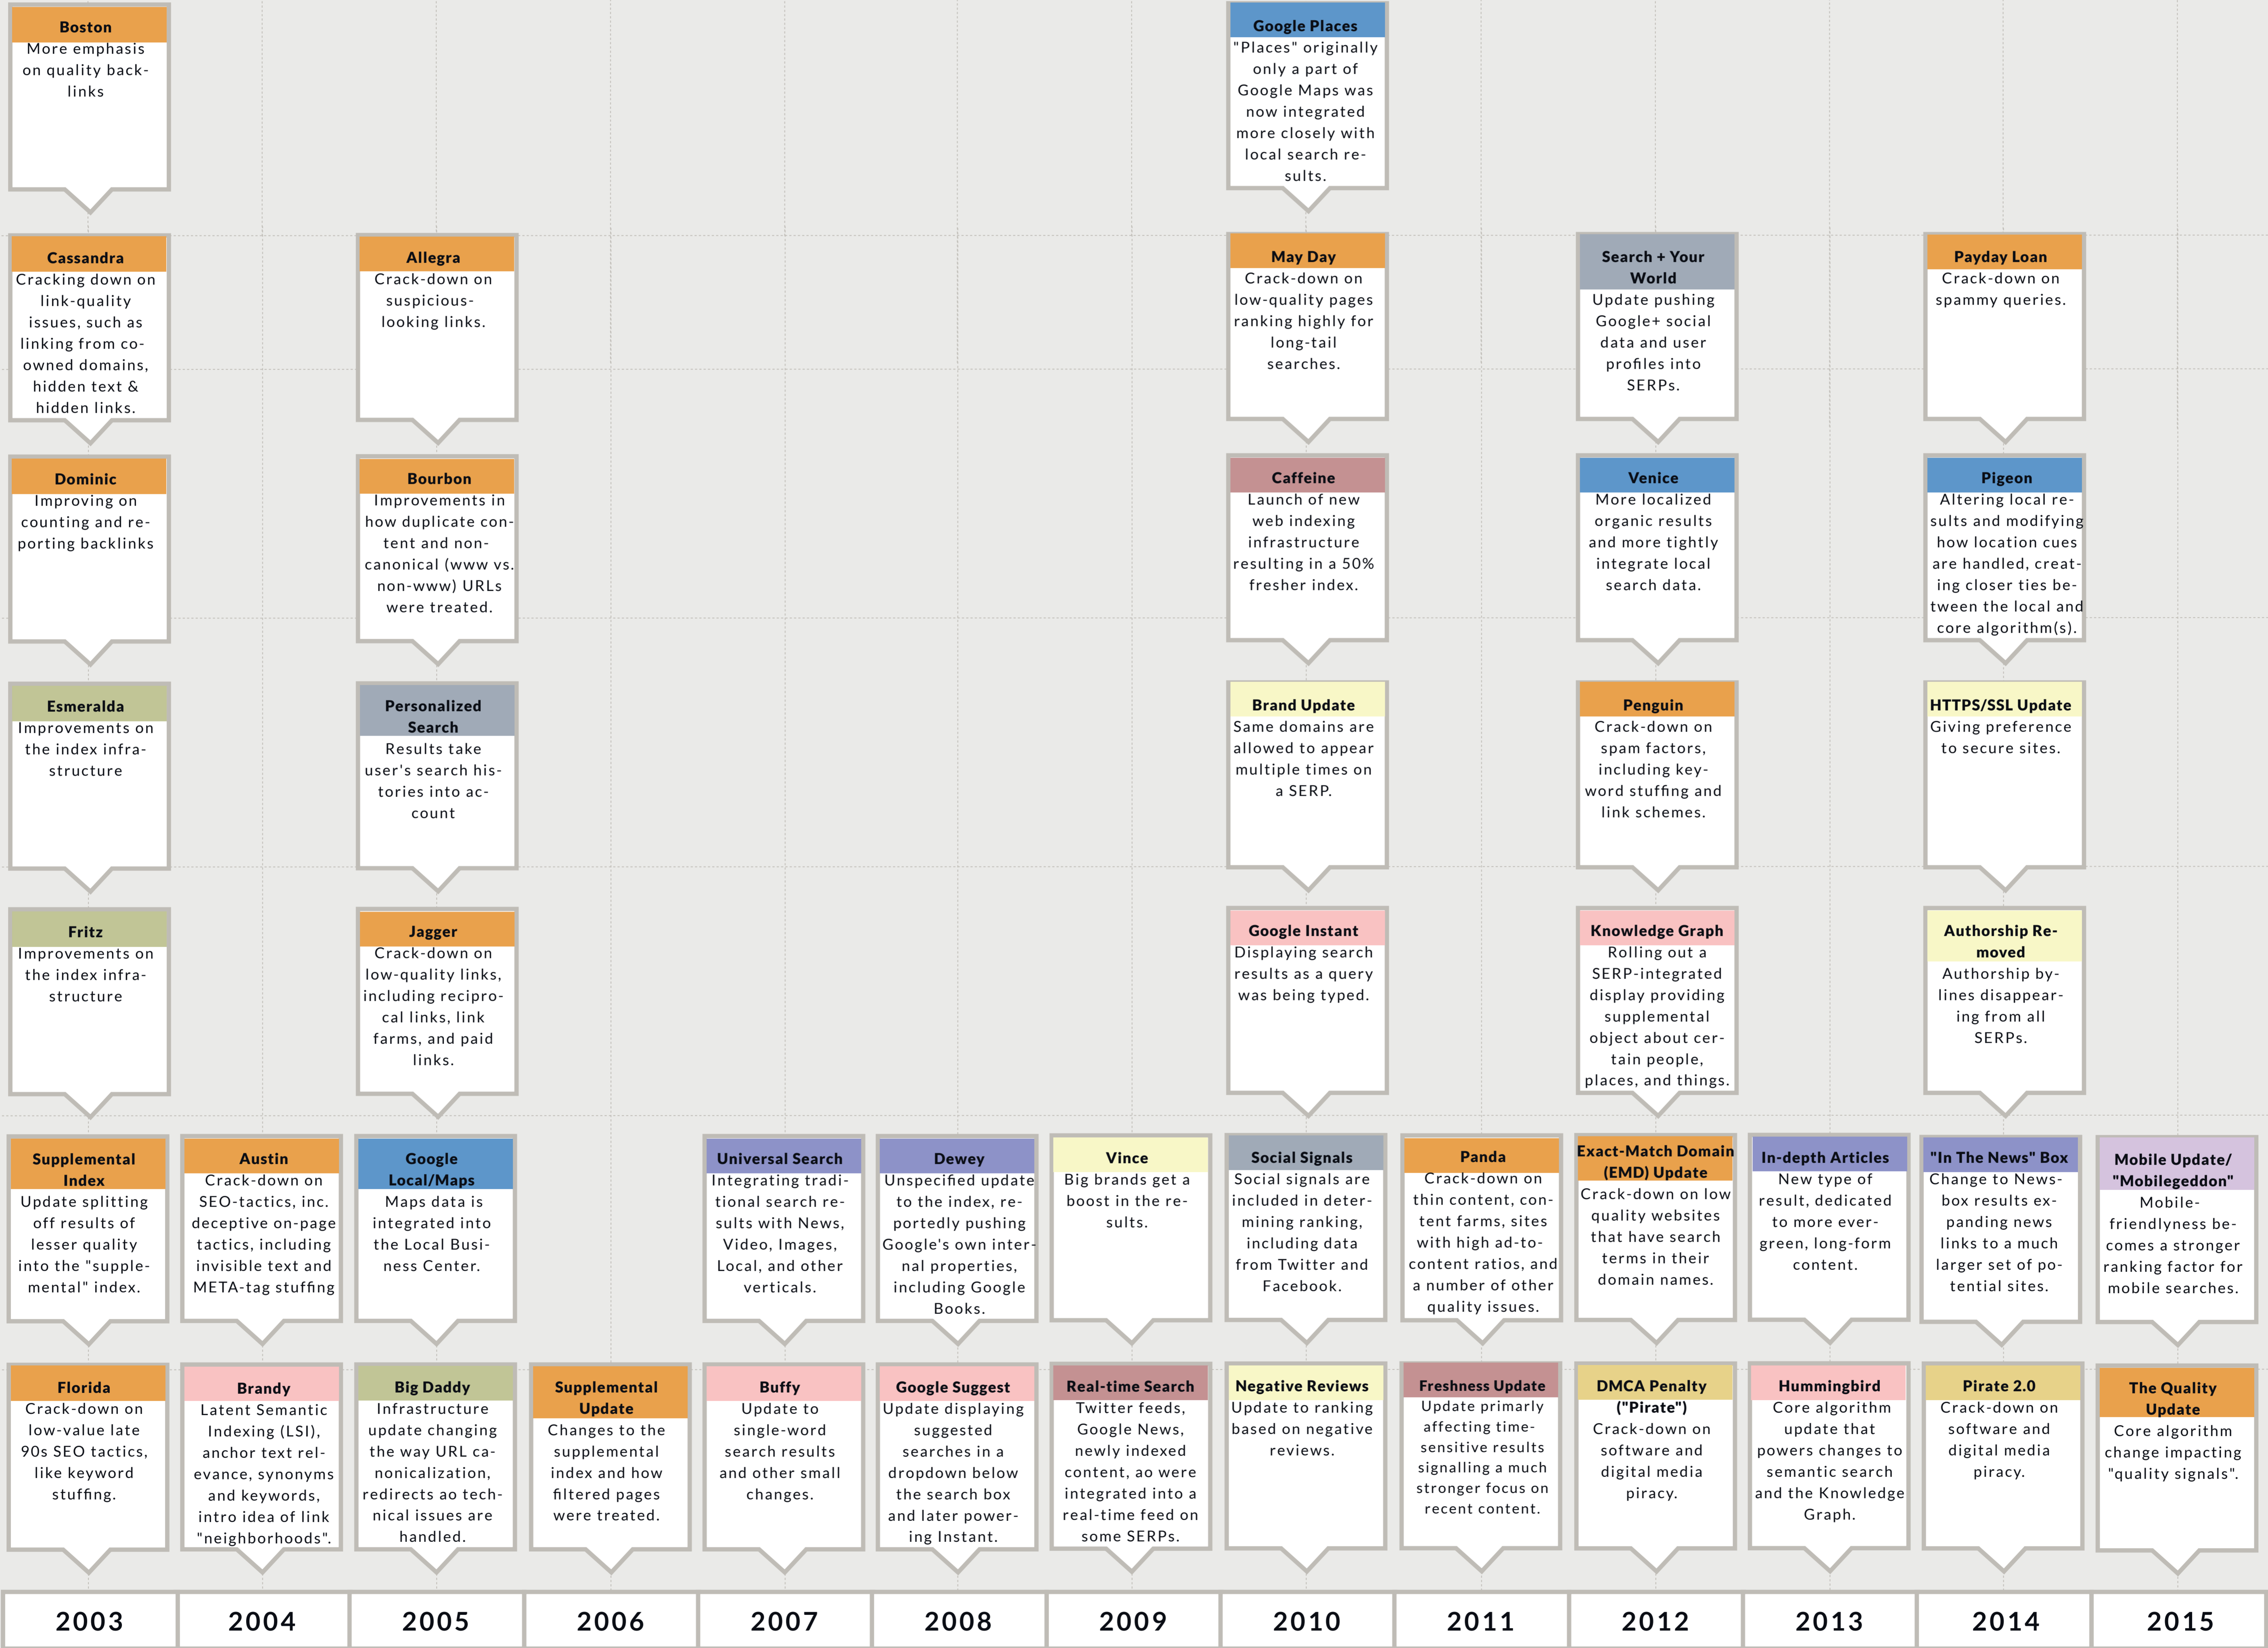 Boston
More emphasis
on quality back-
links
Google Places
"Places" originally
only a part of
Google Maps was
now integrated
more closely with
local search re-
sults.
Cassandra
Cracking down on
link-quality
issues, such as
linking from co-
owned domains,
hidden text &
hidden links.
Allegra
Crack-down on
suspicious-
looking links.
May Day
Crack-down on
low-quality pages
ranking highly for
long-tail
searches.
Search + Your
World
Update pushing
Google+ social
data and user
profiles into
SERPs.
Payday Loan
Crack-down on
spammy queries.
Dominic
Improving on
counting and re-
porting backlinks
Bourbon
Improvements in
how duplicate con-
tent and non-
canonical (www vs.
non-www) URLs
were treated.
Caffeine
Launch of new
web indexing
infrastructure
resulting in a 50%
fresher index.
Venice
More localized
organic results
and more tightly
integrate local
search data.
Pigeon
Altering local re-
sults and modifying
how location cues
are handled, creat-
ing closer ties be-
tween the local and
core algorithm(s).
Esmeralda
Improvements on
the index infra-
structure
Personalized
Search
Results take
user's search his-
tories into ac-
count
Brand Update
Same domains are
allowed to appear
multiple times on
a SERP.
Penguin
Crack-down on
spam factors,
including key-
word stuffing and
link schemes.
HTTPS/SSL Update
Giving preference
to secure sites.
Fritz
Improvements on
the index infra-
structure
Jagger
Crack-down on
low-quality links,
including recipro-
cal links, link
farms, and paid
links.
Google Instant
Displaying search
results as a query
was being typed.
Knowledge Graph
Rolling out a
SERP-integrated
display providing
supplemental
object about cer-
tain people,
places, and things.
Authorship Re-
moved
Authorship by-
lines disappear-
ing from all
SERPs.
Supplemental
Index
Update splitting
off results of
lesser quality
into the "supple-
mental" index.
Austin
Crack-down on
SEO-tactics, inc.
deceptive on-page
tactics, including
invisible text and
META-tag stuffing
Google
Local/Maps
Maps data is
integrated into
the Local Busi-
ness Center.
Universal Search
Integrating tradi-
tional search re-
sults with News,
Video, Images,
Local, and other
verticals.
Dewey
Unspecified update
to the index, re-
portedly pushing
Google's own inter-
nal properties,
including Google
Books.
Vince
Big brands get a
boost in the re-
sults.
Social Signals
Social signals are
included in deter-
mining ranking,
including data
from Twitter and
Facebook.
Panda
Crack-down on
thin content, con-
tent farms, sites
with high ad-to-
content ratios, and
a number of other
quality issues.
Exact-Match Domain
(EMD) Update
Crack-down on low
quality websites
that have search
terms in their
domain names.
In-depth Articles
New type of
result, dedicated
to more ever-
green, long-form
content.
"In The News" Box
Change to News-
box results ex-
panding news
links to a much
larger set of po-
tential sites.
Mobile Update/
"Mobilegeddon"
Mobile-
friendlyness be-
comes a stronger
ranking factor for
mobile searches.
Florida
Crack-down on
low-value late
90s SEO tactics,
like keyword
stuffing.
Brandy
Latent Semantic
Indexing (LSI),
anchor text rel-
evance, synonyms
and keywords,
intro idea of link
"neighborhoods".
Big Daddy
Infrastructure
update changing
the way URL ca-
nonicalization,
redirects ao tech-
nical issues are
handled.
Supplemental
Update
Changes to the
supplemental
index and how
filtered pages
were treated.
Buffy
Update to
single-word
search results
and other small
changes.
Google Suggest
Update displaying
suggested
searches in a
dropdown below
the search box
and later power-
ing Instant.
Real-time Search
Twitter feeds,
Google News,
newly indexed
content, ao were
integrated into a
real-time feed on
some SERPs.
Negative Reviews
Update to ranking
based on negative
reviews.
Freshness Update
Update primarly
affecting time-
sensitive results
signalling a much
stronger focus on
recent content.
DMCA Penalty
("Pirate")
Crack-down on
software and
digital media
piracy.
Hummingbird
Core algorithm
update that
powers changes to
semantic search
and the Knowledge
Graph.
Pirate 2.0
Crack-down on
software and
digital media
piracy.
The Quality
Update
Core algorithm
change impacting
"quality signals".
2003
2004
2005
2006
2007
2008
2009
2010
2011
2012
2013
2014
2015